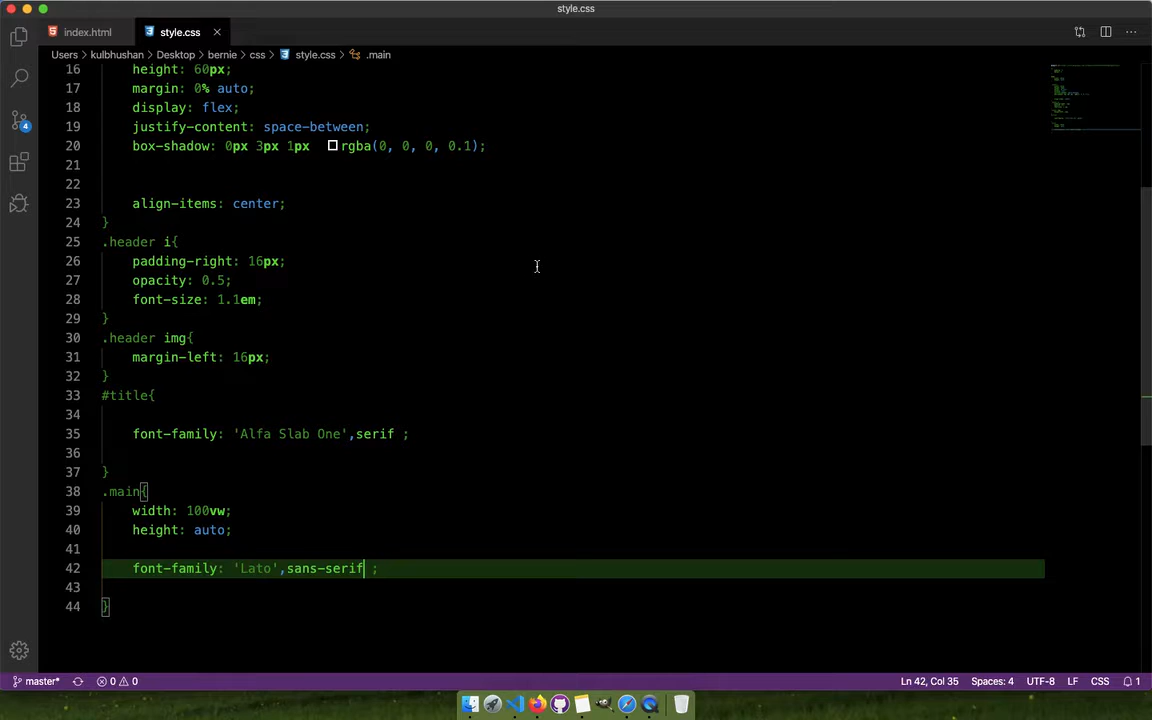 style.css
index.html
style.css
Users > kulbhushan > Desktop > bernie > css > style.css > .main
16 height: 60px;
17 margin: 0% auto;
18 display: flex;
19 justify-content: space-between;
20 box-shadow: 0px 3px 1px rgba(0, 0, 0, 0.1);
21
22
23 align-items: center;
24 }
25 .header i{
26 padding-right: 16px;
27 opacity: 0.5;
28 font-size: 1.1em;
29 }
30 .header img{
31 margin-left: 16px;
32 }
33 #title{
34
35 font-family: 'Alfa Slab One',serif ;
36
37 }
38 .main{
39 width: 100vw;
40 height: auto;
41
42 font-family: 'Lato',sans-serif ;
43
44 }
4
master* 0 0 Ln 42, Col 35 Spaces: 4 UTF-8 LF CSS 1